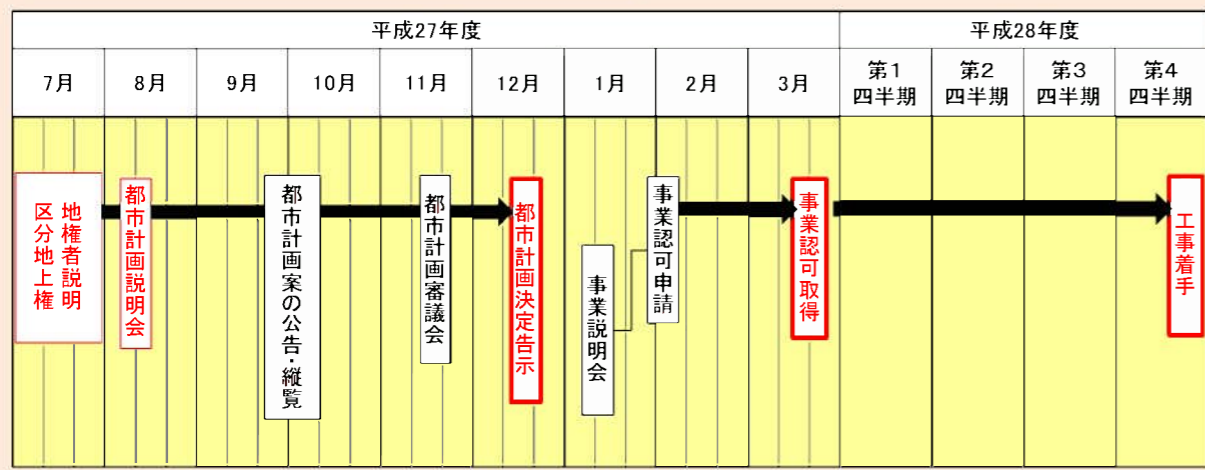 平成27年度
平成28年度
7月
8月
9月
10月
11月
12月
1月
2月
3月
第1
四半期
第2
四半期
第3
四半期
第4
四半期
地権者説明
区分地上権
都市計画説明会
都市計画案の公告・縦覧
都市計画審議会
都市計画決定告示
事業説明会
事業認可申請
事業認可取得
工事着手